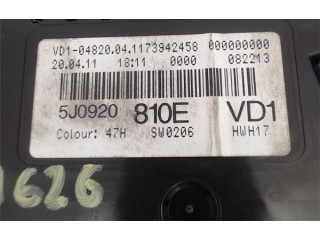 VD1-04820.04.1173942458 000000000
20.04.11 18:11 0000 082213
5J0920 810E VD1
Colour: 47H SW0206 HWH17
1626